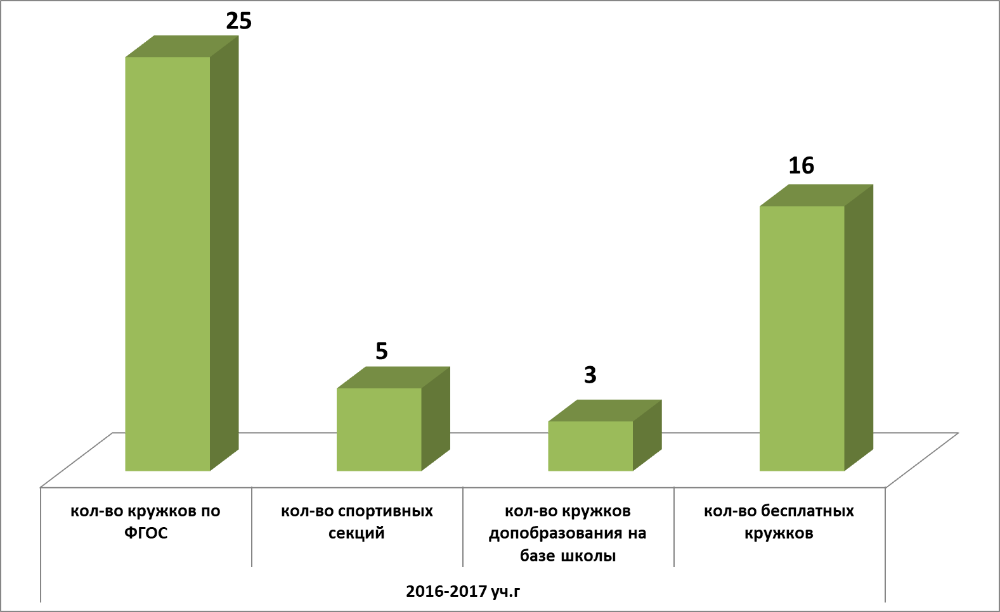 25
16
5
3
кол-во кружков по
ФГОС
кол-во спортивных
секций
кол-во кружков
допобразования на
базе школы
кол-во бесплатных
кружков
2016-2017 уч.г